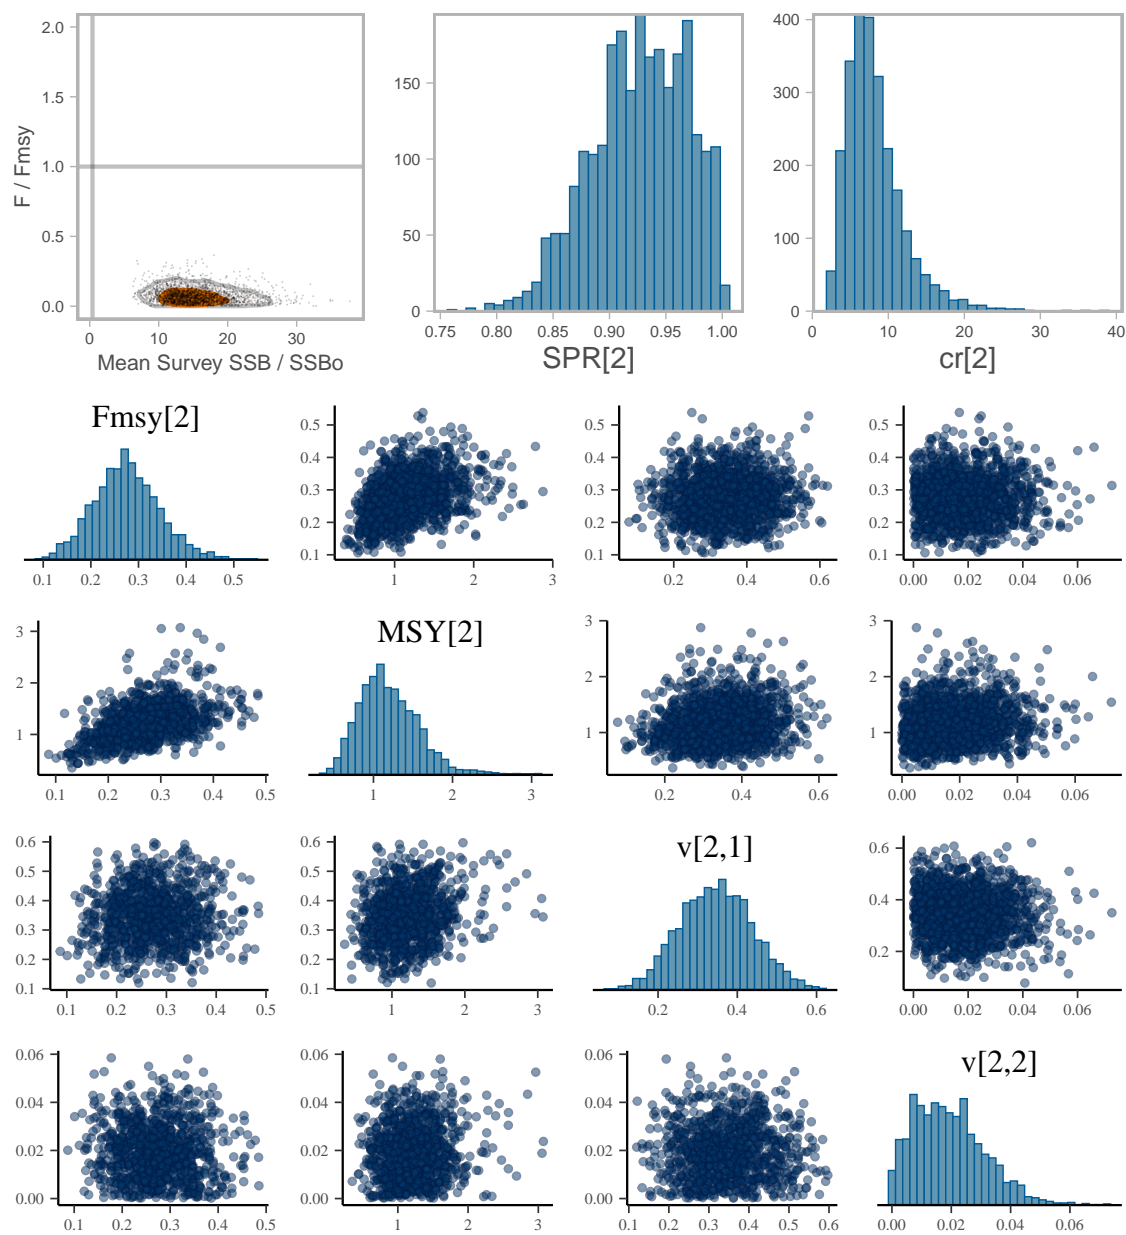 2.0
1.5
1.0
0.5
0.0
F / Fmsy
0 10 20 30
Mean Survey SSB / SSBo
150
100
50
0
0.75 0.80 0.85 0.90 0.95 1.00
SPR[2]
400
300
200
100
0
0 10 20 30 40
cr[2]
Fmsy[2]
0.1 0.2 0.3 0.4 0.5
0.5
0.4
0.3
0.2
0.1
1 2 3
0.5
0.4
0.3
0.2
0.1
0.2 0.4 0.6
0.5
0.4
0.3
0.2
0.1
0.00 0.02 0.04 0.06
3
2
1
0.1 0.2 0.3 0.4 0.5
MSY[2]
1 2 3
3
2
1
0.2 0.4 0.6
3
2
1
0.00 0.02 0.04 0.06
0.6
0.5
0.4
0.3
0.2
0.1
0.1 0.2 0.3 0.4 0.5
0.6
0.5
0.4
0.3
0.2
0.1
1 2 3
v[2,1]
0.2 0.4 0.6
0.6
0.4
0.2
0.00 0.02 0.04 0.06
0.06
0.04
0.02
0.00
0.1 0.2 0.3 0.4 0.5
0.06
0.04
0.02
0.00
1 2 3
0.06
0.04
0.02
0.00
0.1 0.2 0.3 0.4 0.5 0.6
v[2,2]
0.00 0.02 0.04 0.06